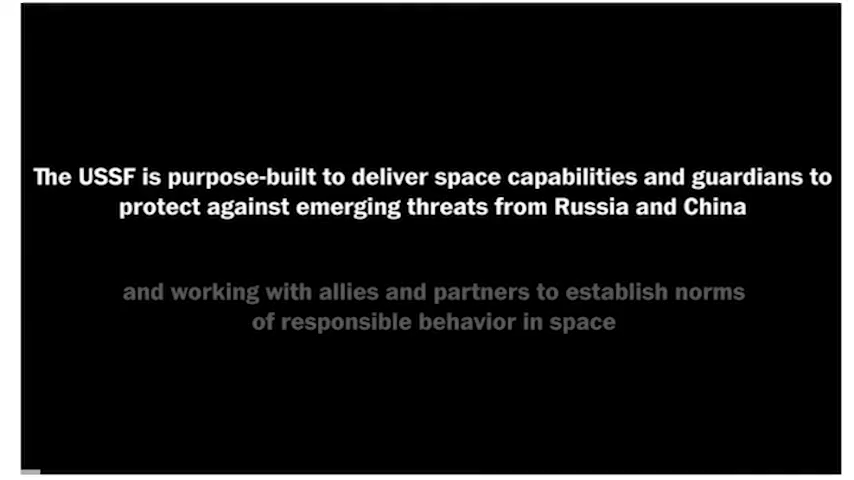 The USSF is purpose-built to deliver space capabilities and guardians to
protect against emerging threats from Russia and China
and working with allies and partners to establish norms
of responsible behavior in space